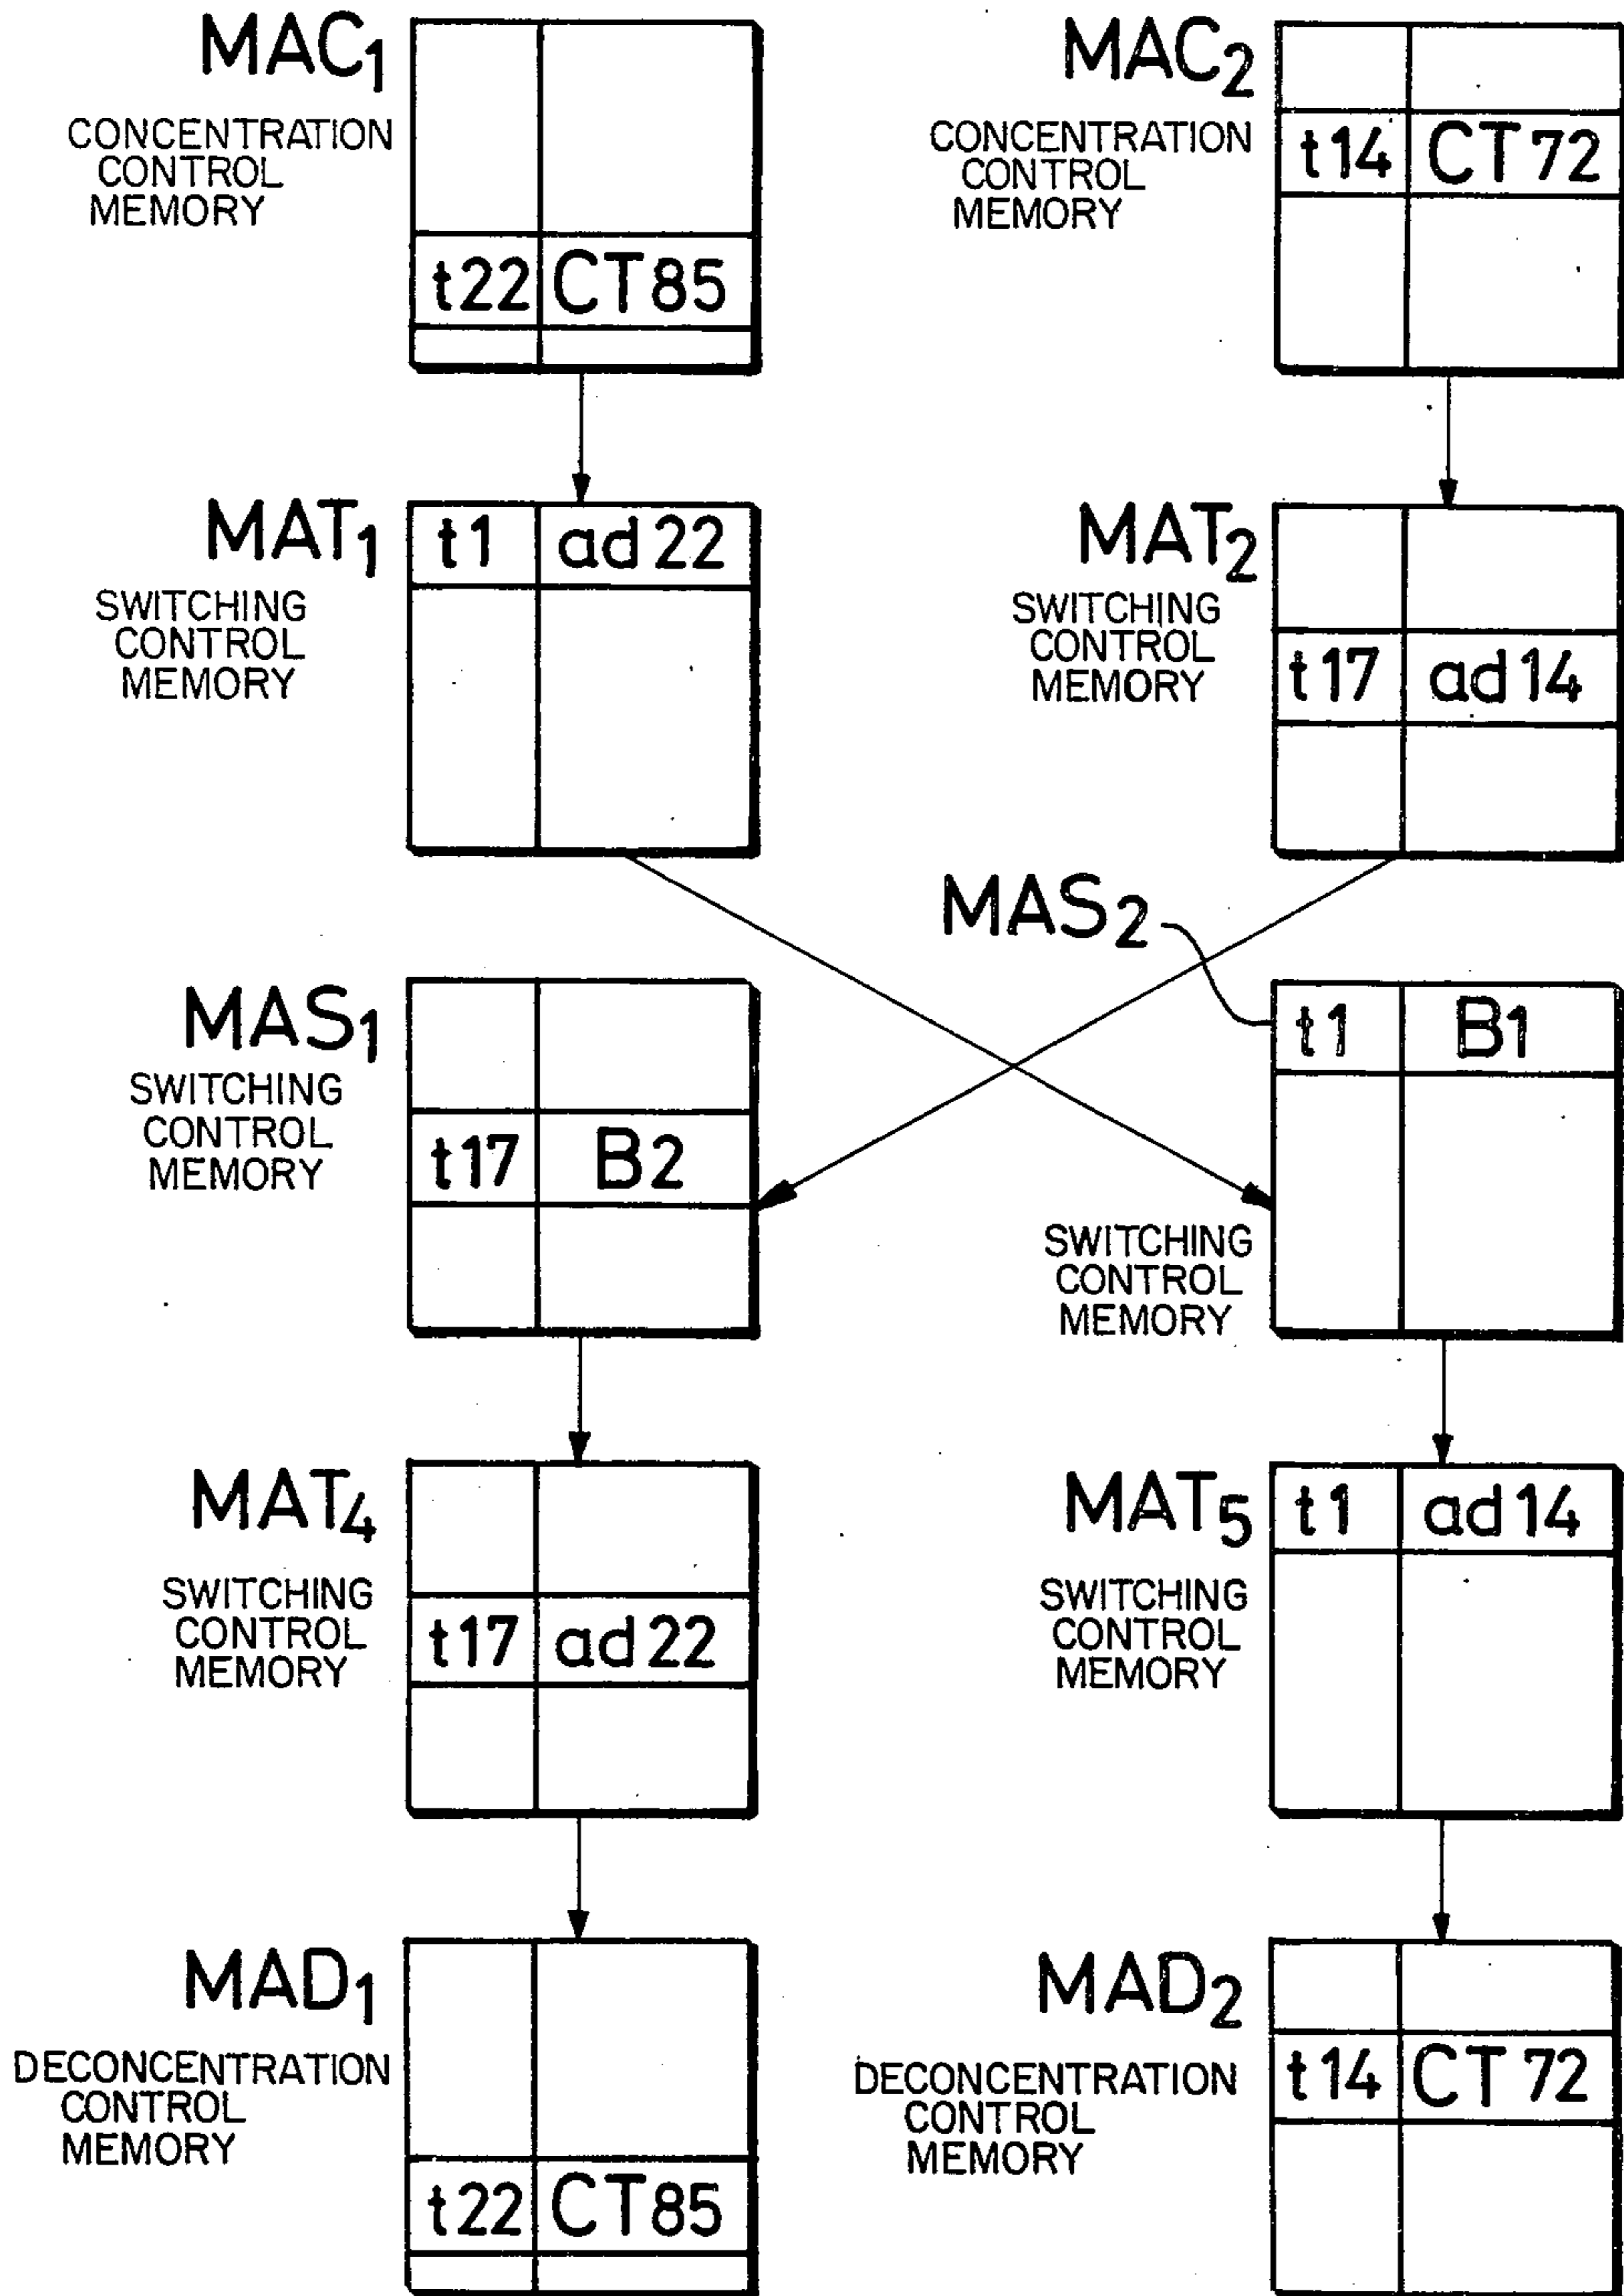 MAC1
CONCENTRATION
CONTROL
MEMORY
t22 CT85
MAC2
CONCENTRATION
CONTROL
MEMORY
t14 CT72
MAT1
SWITCHING
CONTROL
MEMORY
t1 ad22
MAT2
SWITCHING
CONTROL
MEMORY
t17 ad14
MAS1
SWITCHING
CONTROL
MEMORY
t17 B2
MAS2
t1 B1
SWITCHING
CONTROL
MEMORY
MAT4
SWITCHING
CONTROL
MEMORY
t17 ad22
MAT5
SWITCHING
CONTROL
MEMORY
t1 ad14
MAD1
DECONCENTRATION
CONTROL
MEMORY
t22 CT85
MAD2
DECONCENTRATION
CONTROL
MEMORY
t14 CT72